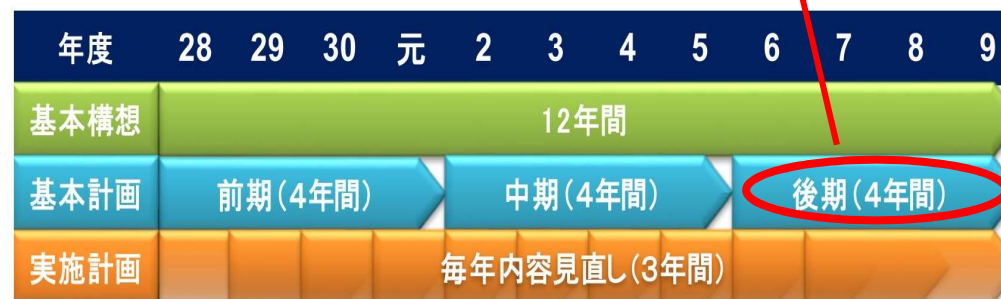 年度 28 29 30 元 2 3 4 5 6 7 8 9
基本構想 12年間
基本計画 前期(4年間) 中期(4年間) 後期(4年間)
実施計画 毎年内容見直し(3年間)